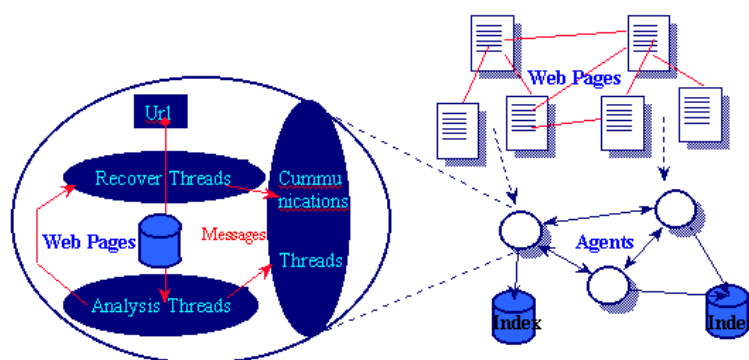 Web Pages
Url
Recover Threads
Cummu
nications
Messages
Web Pages
Threads
Agents
Analysis Threads
Index
Inde